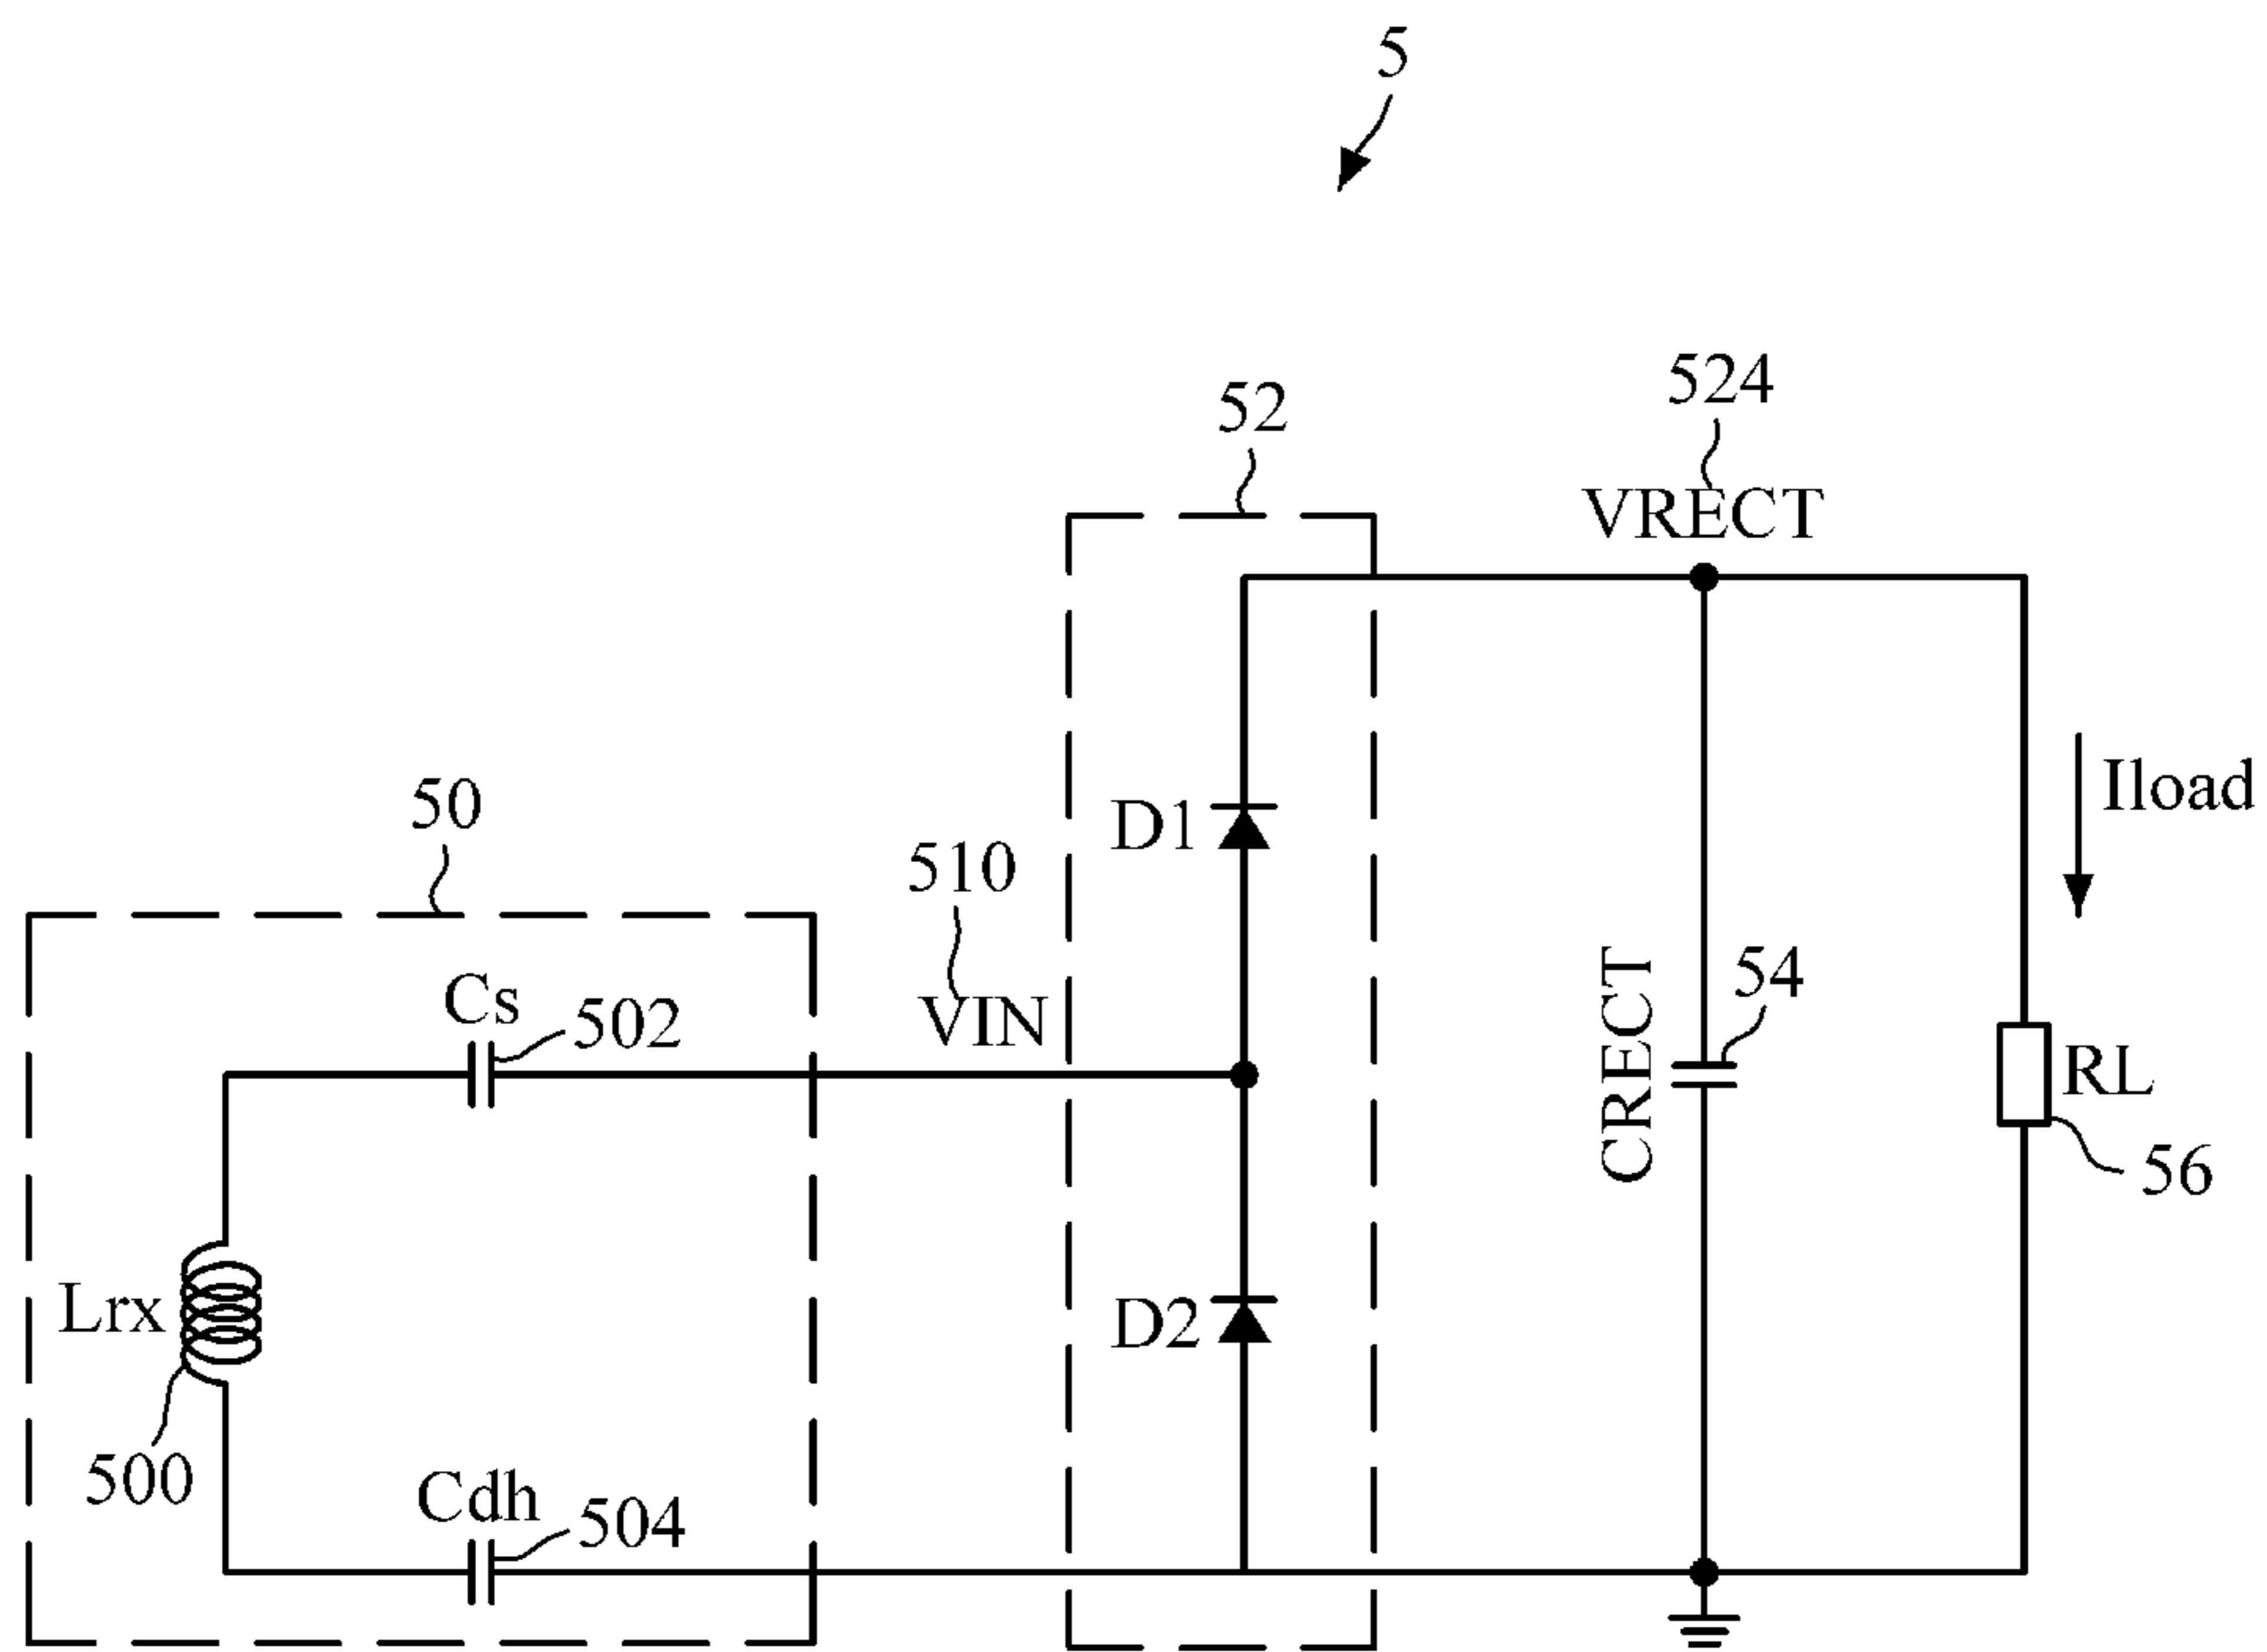 5
524
52
VRECT
50
Iload
D1
510
Cs
502
VIN
54
CRECT
RL
56
Lrx
D2
500
Cdh
504